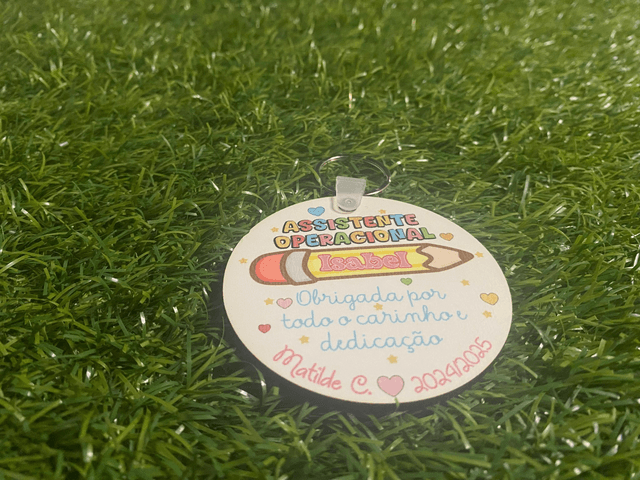 ASSISTENTE
OPERACIONAL
Isabel
Obrigada por
todo o carinho e
dedicação
Matilde C. 2024/2025